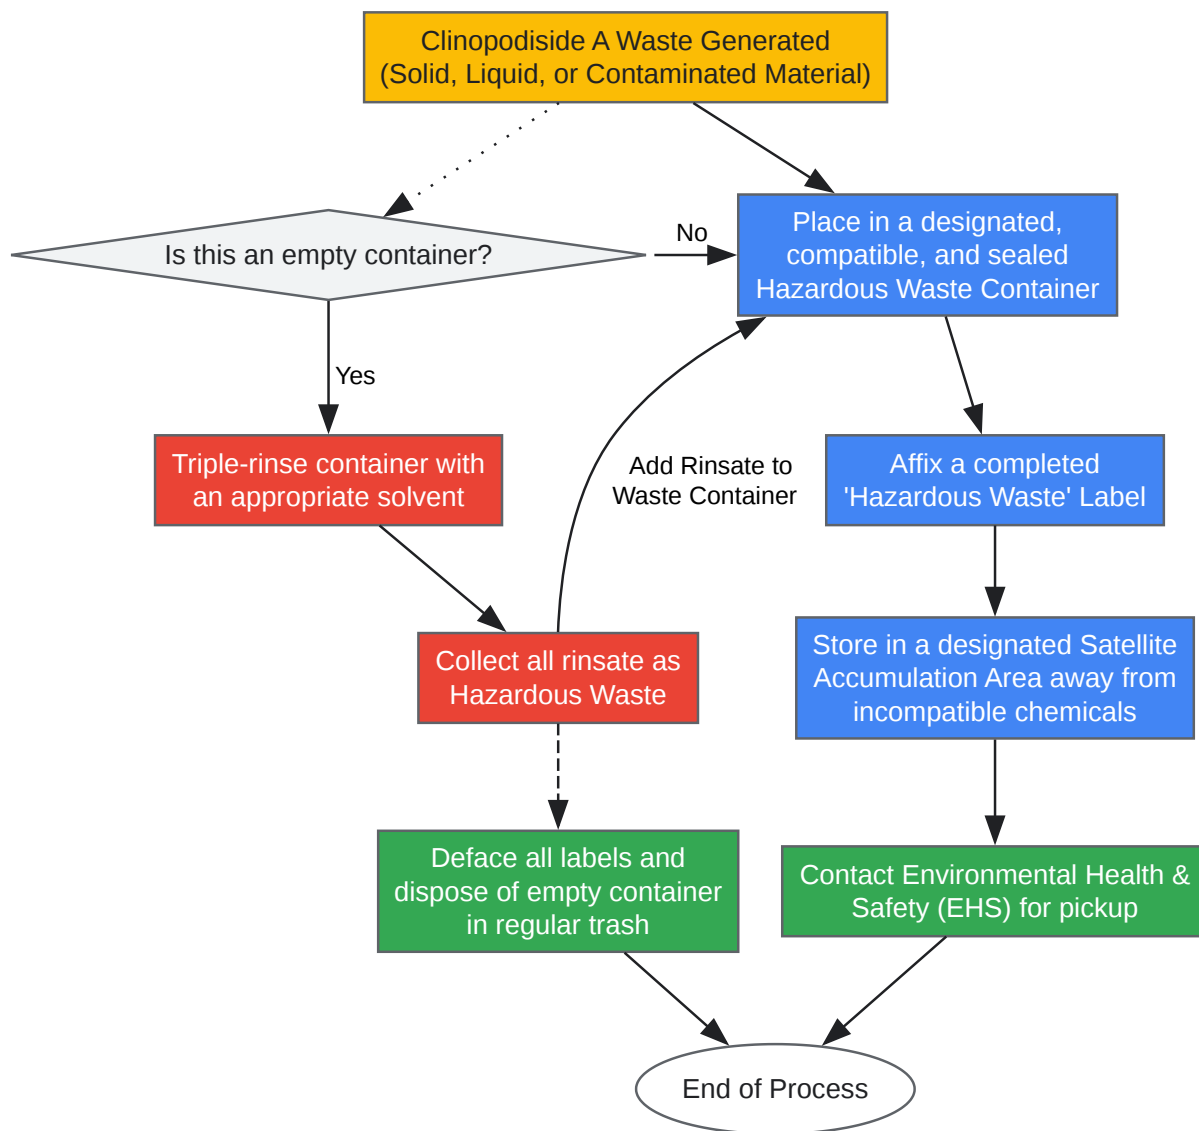 Clinopodiside A Waste Generated
(Solid, Liquid, or Contaminated Material)
Is this an empty container?
No
Place in a designated,
compatible, and sealed
Hazardous Waste Container
Yes
Triple-rinse container with
an appropriate solvent
Add Rinsate to
Waste Container
Affix a completed
'Hazardous Waste' Label
Collect all rinsate as
Hazardous Waste
Store in a designated Satellite
Accumulation Area away from
incompatible chemicals
Deface all labels and
dispose of empty container
in regular trash
Contact Environmental Health &
Safety (EHS) for pickup
End of Process